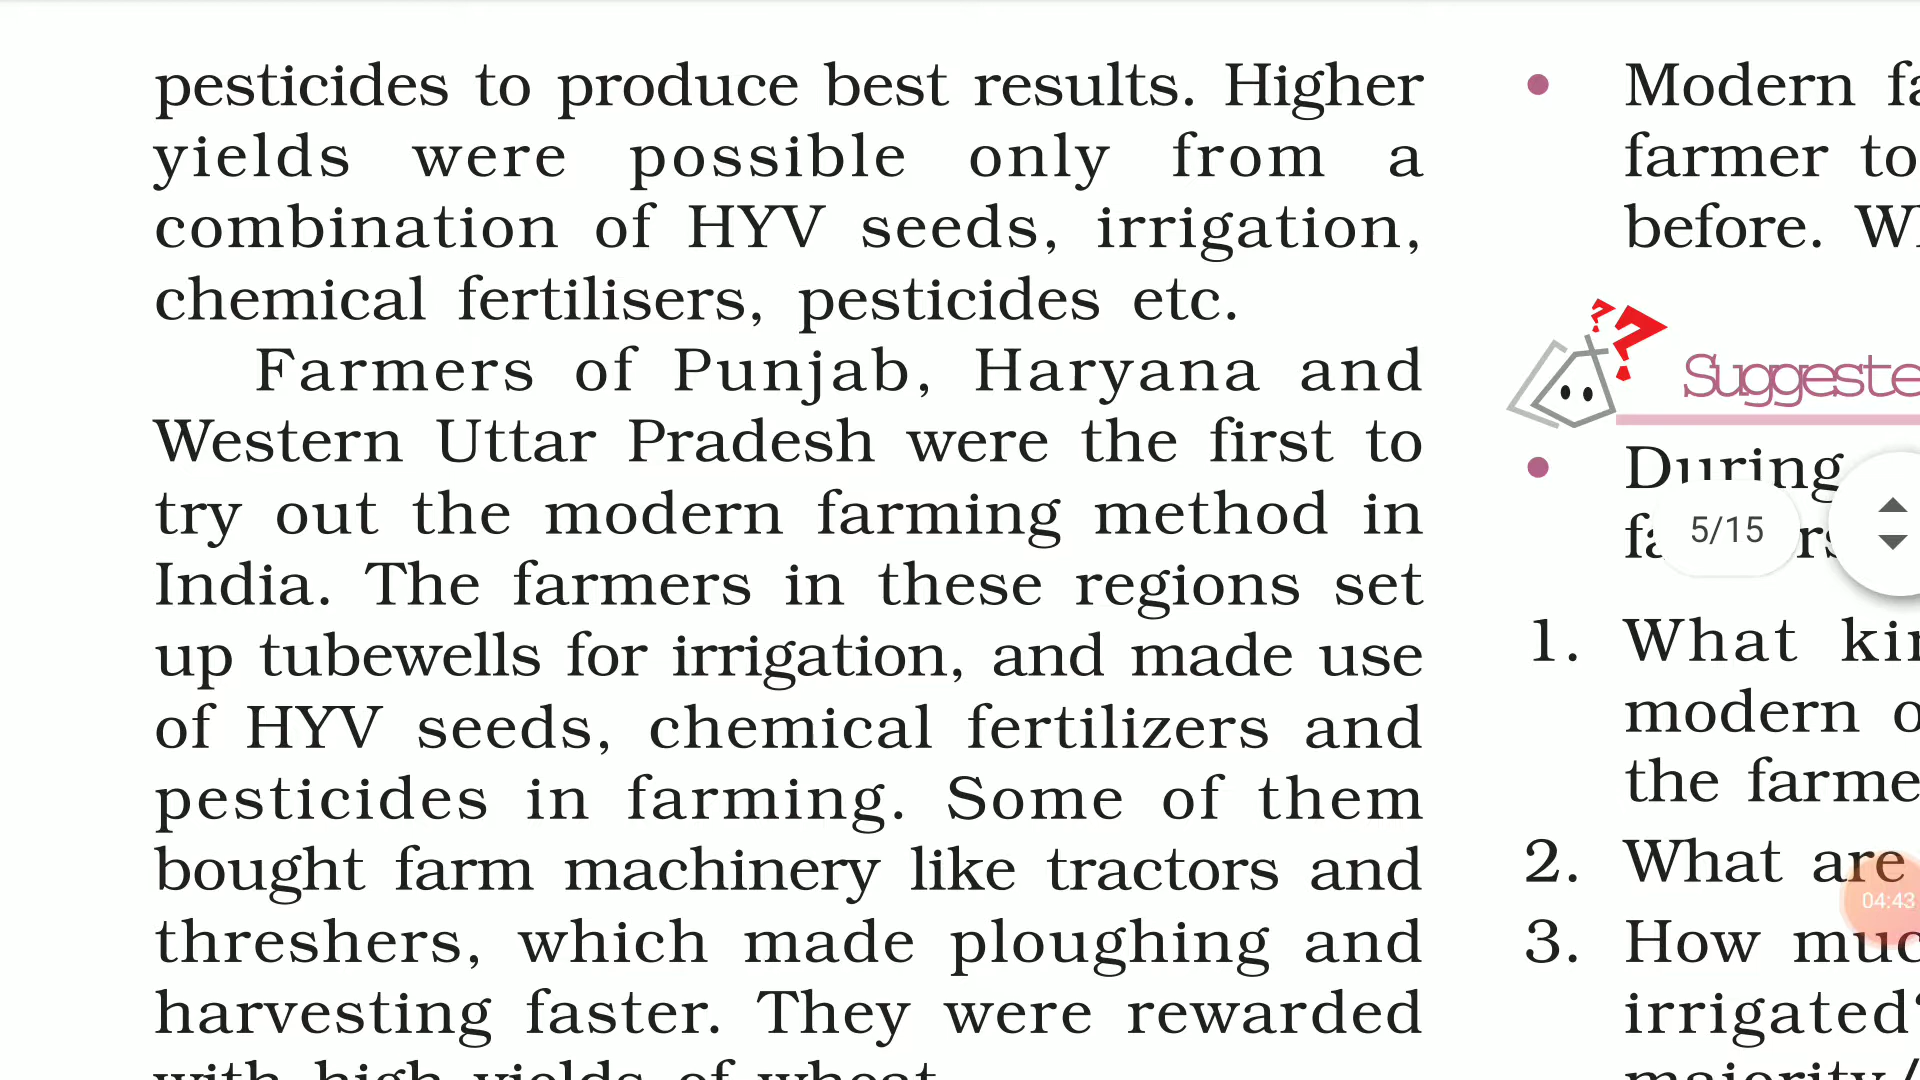 pesticides to produce best results. Higher
yields were possible only from a
combination of HYV seeds, irrigation,
chemical fertilisers, pesticides etc.
Farmers of Punjab, Haryana and
Western Uttar Pradesh were the first to
try out the modern farming method in
India. The farmers in these regions set
up tubewells for irrigation, and made use
of HYV seeds, chemical fertilizers and
pesticides in farming. Some of them
bought farm machinery like tractors and
threshers, which made ploughing and
harvesting faster. They were rewarded
with high yields of wheat
• Modern
farmer to
before.
• During
5/15
1. What
modern
the
2. What are
04:43
3. How
irrigated?